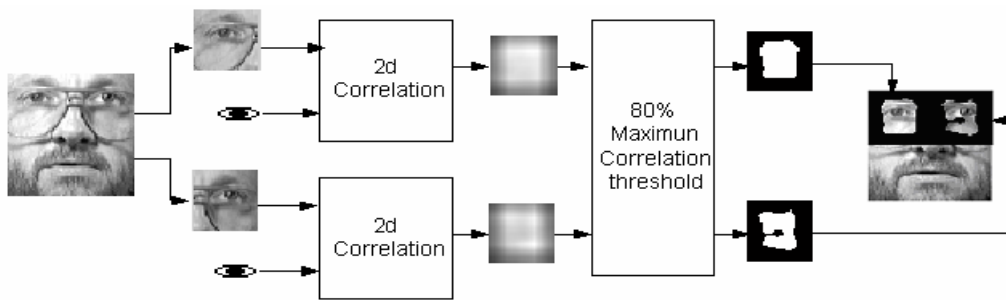 2d
Correlation
80%
Maximun
Correlation
threshold
2d
Correlation